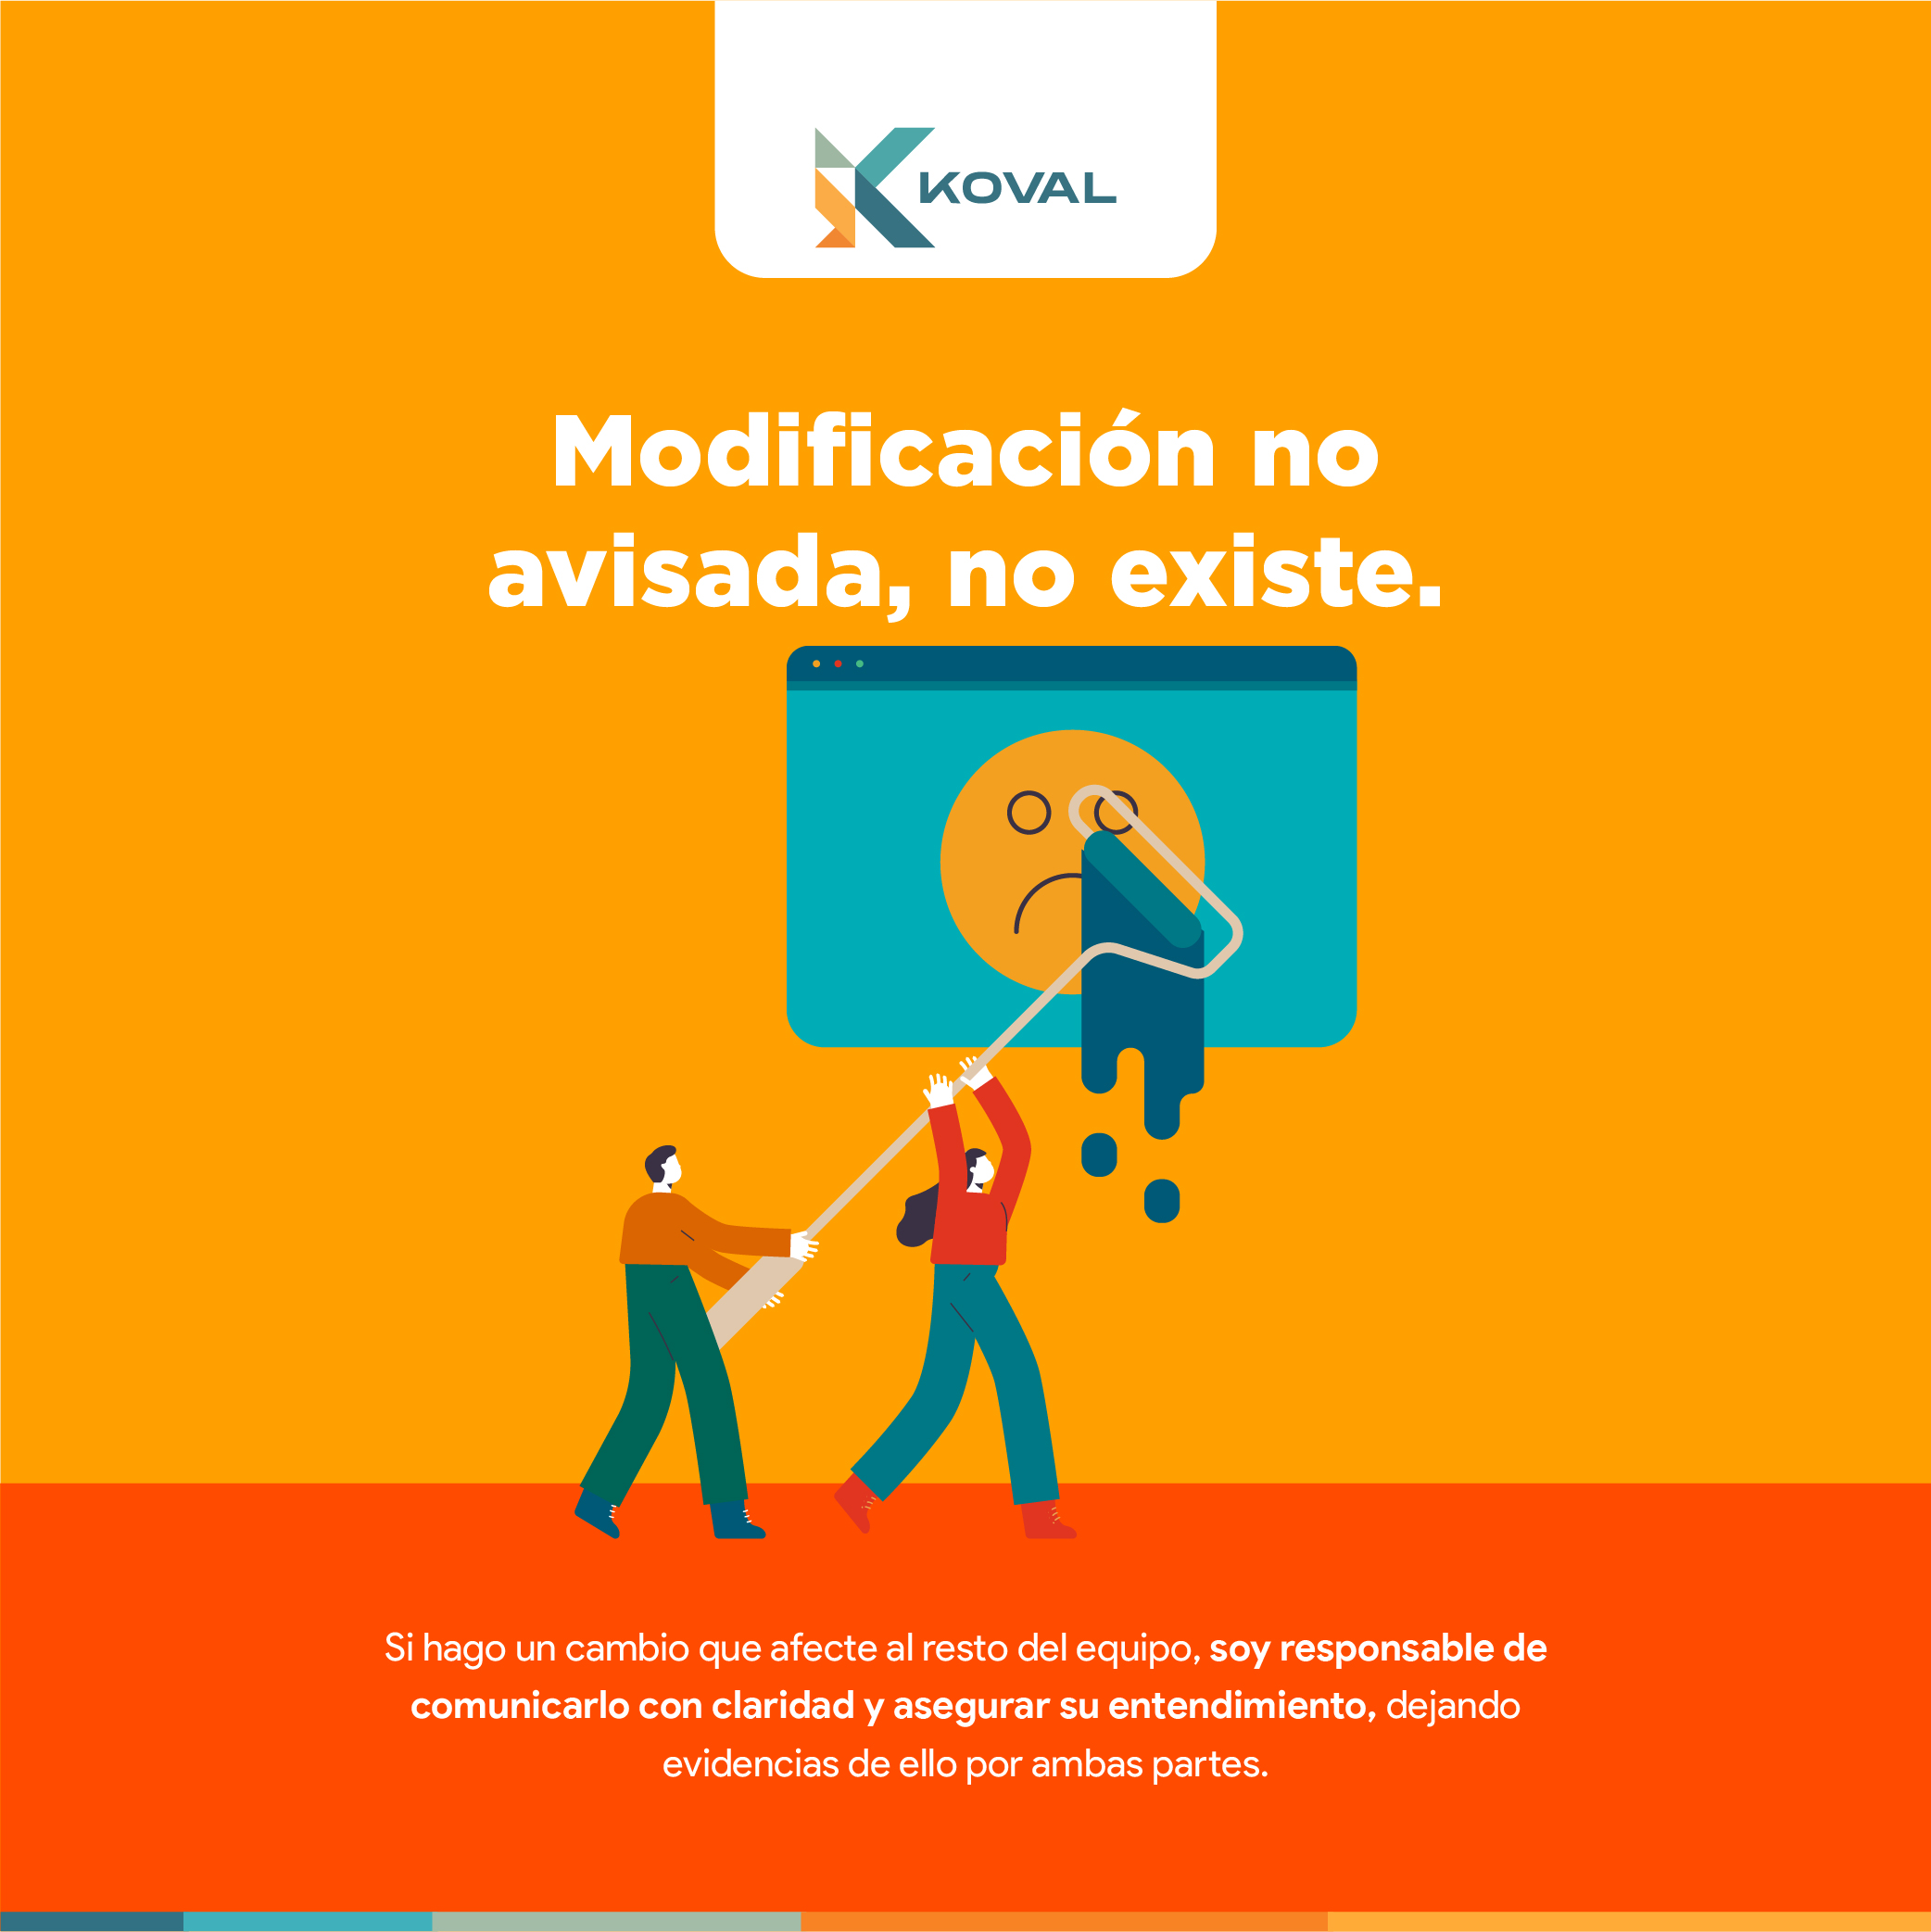 KOVAL
Modificación no
avisada, no existe.
Si hago un cambio que afecte al resto del equipo, soy responsable de
comunicarlo con claridad y asegurar su entendimiento, dejando
evidencias de ello por ambas partes.